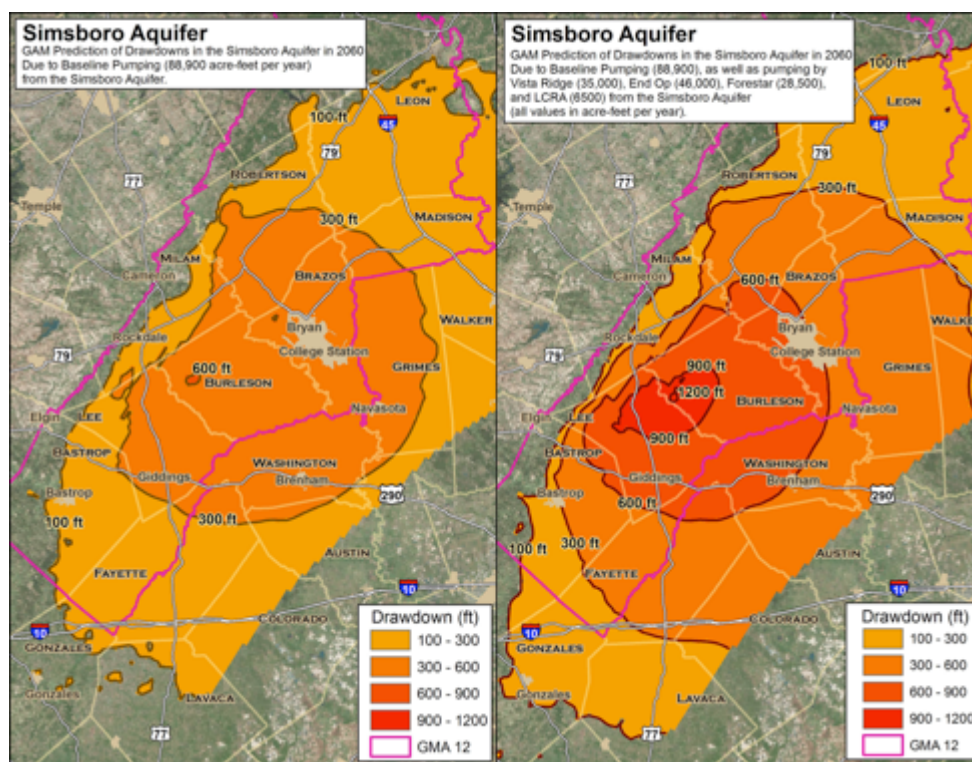 Simsboro Aquifer
GAM Prediction of Drawdowns in the Simsboro Aquifer in 2060
Due to Baseline Pumping (88,900 acre-feet per year)
from the Simsboro Aquifer.
100 ft
LEON
45
79
77
ROBERTSON
Temple
300 ft
MADISON
MILAM
Cameron
BRAZOS
WALKER
Bryan
Rockdale
College Station
79
600 ft
BURLESON
GRIMES
Elgin
LEE
Navasota
BASTROP
WASHINGTON
Giddings
Brenham
Bastrop
290
100 ft
300 ft
AUSTIN
FAYETTE
10
COLORADO
10
GONZALES
Gonzales
LAVACA
77
Drawdown (ft)
100 - 300
300 - 600
600 - 900
900 - 1200
GMA 12
Simsboro Aquifer
GAM Prediction of Drawdowns in the Simsboro Aquifer in 2060
Due to Baseline Pumping (88,900), as well as pumping by
Vista Ridge (35,000), End Op (46,000), Forestar (28,500),
and LCRA (6500) from the Simsboro Aquifer
(all values in acre-feet per year).
100 ft
LEON
45
79
77
ROBERTSON
Temple
300 ft
MADISON
MILAM
Cameron
600 ft
BRAZOS
WALK
Bryan
Rockdale
College Station
79
900 ft
1200 ft
BURLESON
GRIMES
Elgin
LEE
Navasota
900 ft
BASTROP
WASHINGTON
Giddings
Brenham
Bastrop
600 ft
290
100 ft
300 ft
AUSTIN
FAYETTE
10
COLORADO
10
GONZALES
Gonzales
LAVACA
77
Drawdown (ft)
100 - 300
300 - 600
600 - 900
900 - 1200
GMA 12